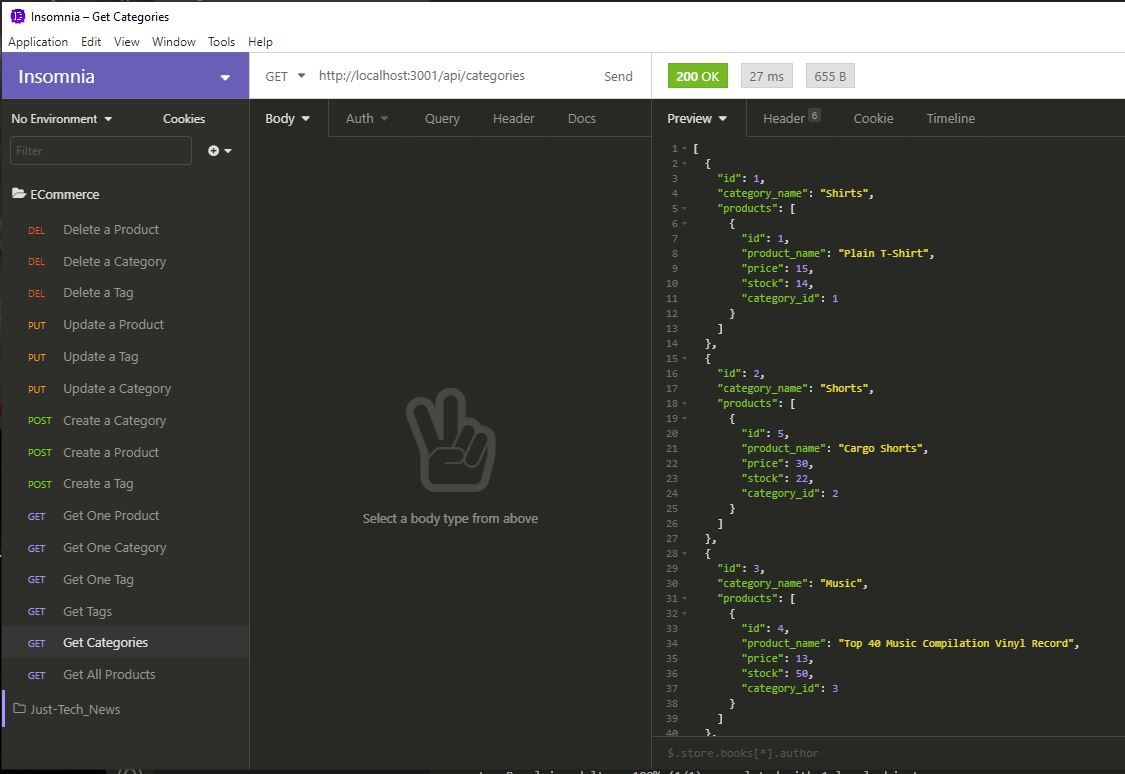 Insomnia – Get Categories
Application Edit View Window Tools Help
Insomnia
GET http://localhost:3001/api/categories Send
200 OK 27 ms 655 B
No Environment Cookies
Body Auth Query Header Docs
Preview Header 6 Cookie Timeline
Filter
ECommerce
DEL Delete a Product
DEL Delete a Category
DEL Delete a Tag
PUT Update a Product
PUT Update a Tag
PUT Update a Category
POST Create a Category
POST Create a Product
POST Create a Tag
GET Get One Product
GET Get One Category
GET Get One Tag
GET Get Tags
GET Get Categories
GET Get All Products
Just-Tech_News
Select a body type from above
1 [
2 {
3 "id": 1,
4 "category_name": "Shirts",
5 "products": [
6 {
7 "id": 1,
8 "product_name": "Plain T-Shirt",
9 "price": 15,
10 "stock": 14,
11 "category_id": 1
12 }
13 ]
14 },
15 {
16 "id": 2,
17 "category_name": "Shorts",
18 "products": [
19 {
20 "id": 5,
21 "product_name": "Cargo Shorts",
22 "price": 30,
23 "stock": 22,
24 "category_id": 2
25 }
26 ]
27 },
28 {
29 "id": 3,
30 "category_name": "Music",
31 "products": [
32 {
33 "id": 4,
34 "product_name": "Top 40 Music Compilation Vinyl Record",
35 "price": 13,
36 "stock": 50,
37 "category_id": 3
38 }
39 ]
40 },
$.store.books[*].author